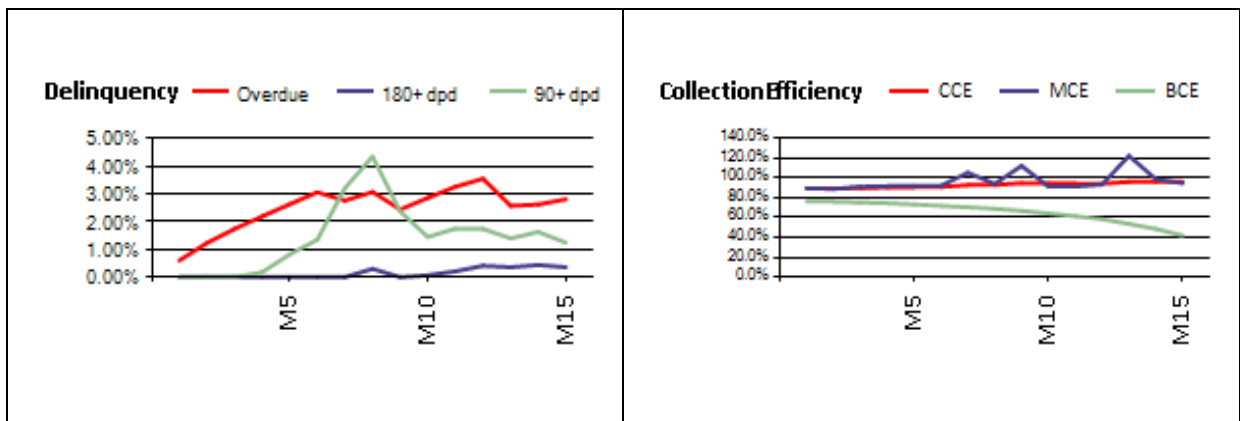 Delinquency Overdue 180+ dpd 90+ dpd
5.00%
4.00%
3.00%
2.00%
1.00%
0.00%
M5
M10
M15
Collection Efficiency CCE MCE BCE
140.0%
120.0%
100.0%
80.0%
60.0%
40.0%
20.0%
0.0%
M5
M10
M15